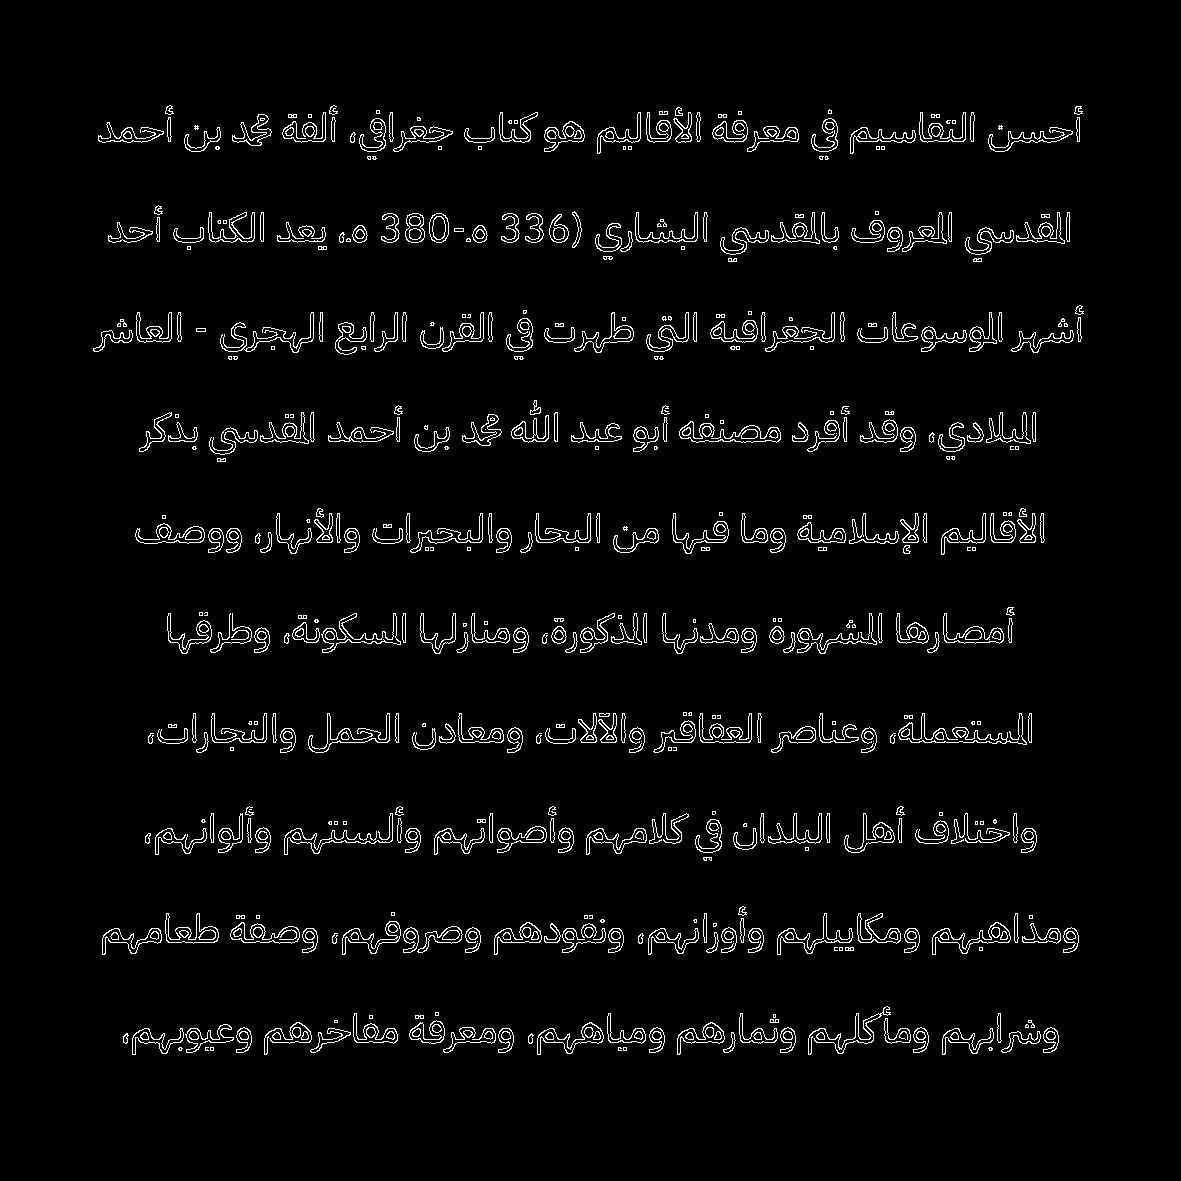 أحسن التقاسيم في معرفة الأقاليم هو كتاب جغرافي، ألفة محمد بن أحمد
المقدسي المعروف بالمقدسي البشاري (336 ه‍.-380 ه‍.، يعد الكتاب أحد
أشهر الموسوعات الجغرافية التي ظهرت في القرن الرابع الهجري - العاشر
الميلادي، وقد أفرد مصنفه أبو عبد الله محمد بن أحمد المقدسي بذكر
الأقاليم الإسلامية وما فيها من البحار والبحيرات والأنهار، ووصف
أمصارها المشهورة ومدنها المذكورة، ومنازلها المسكونة، وطرقها
المستعملة، وعناصر العقاقير والآلات، ومعادن الحمل والتجارات،
واختلاف أهل البلدان في كلامهم وأصواتهم وألسنتهم وألوانهم،
ومذاهبهم ومكاييلهم وأوزانهم، ونقودهم وصروفهم، وصفة طعامهم
وشرابهم ومأكلهم وثمارهم ومياههم، ومعرفة مفاخرهم وعيوبهم،